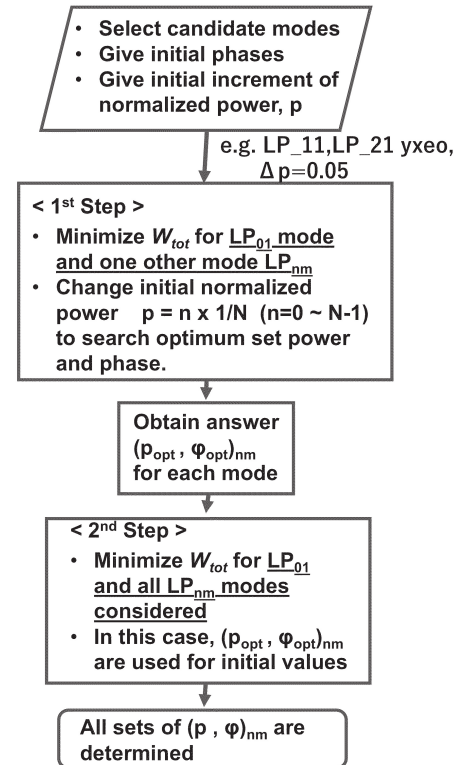 • Select candidate modes
• Give initial phases
• Give initial increment of
normalized power, p
e.g. LP_11,LP_21 yxeo,
Δp=0.05
< 1st Step >
• Minimize Wtot for LP01 mode
and one other mode LPnm
• Change initial normalized
power p = n x 1/N (n=0 ~ N-1)
to search optimum set power
and phase.
Obtain answer
(popt , φopt)nm
for each mode
< 2nd Step >
• Minimize Wtot for LP01
and all LPnm modes
considered
• In this case, (popt , φopt)nm
are used for initial values
All sets of (p , φ)nm are
determined